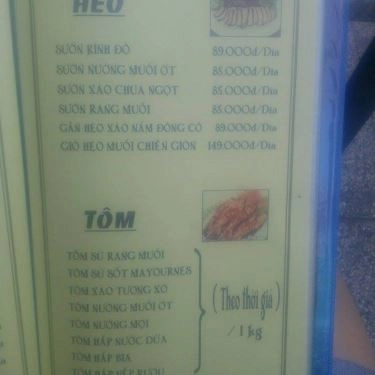 HEO
SƯỜN KINH ĐÔ 89.000đ/Dĩa
SƯỜN NƯỚNG MUỐI ỚT 85.000đ/Dĩa
SƯỜN XÀO CHUA NGỌT 85.000đ/Dĩa
SƯỜN RANG MUỐI 85.000đ/Dĩa
GÂN HEO XÀO NẤM ĐÔNG CÔ 89.000đ/Dĩa
GIÒ HEO MUỐI CHIÊN GIÒN 149.000đ/Dĩa
TÔM
TÔM SÚ RANG MUỐI
TÔM SÚ SỐT MAYOURNES
TÔM XÀO TƯƠNG XO
TÔM NƯỚNG MUỐI ỚT
TÔM NƯỚNG MỌI
TÔM HẤP NƯỚC DỪA
TÔM HẤP BIA
TÔM HẤP BẾP RƯỢU
( Theo thời giá )
/ 1 kg